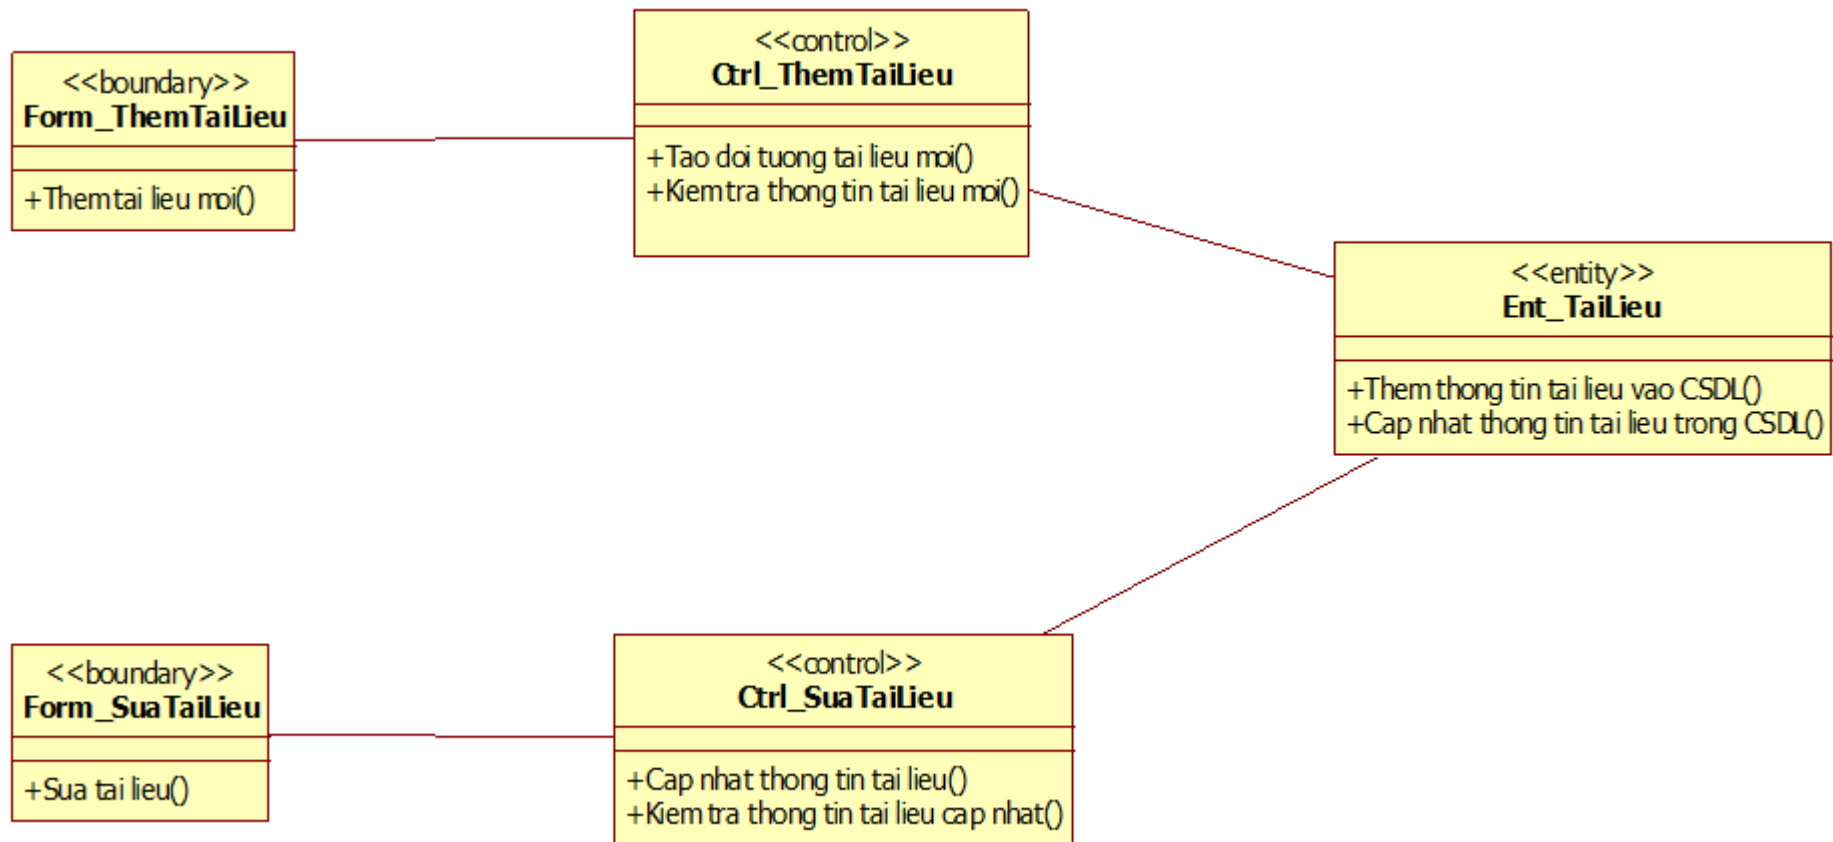 <<boundary>>
Form_ThemTaiLieu
+Them tai lieu moi()
<<control>>
Ctrl_ThemTaiLieu
+Tao doi tuong tai lieu moi()
+Kiem tra thong tin tai lieu moi()
<<entity>>
Ent_TaiLieu
+Them thong tin tai lieu vao CSDL()
+Cap nhat thong tin tai lieu trong CSDL()
<<boundary>>
Form_SuaTaiLieu
+Sua tai lieu()
<<control>>
Ctrl_SuaTaiLieu
+Cap nhat thong tin tai lieu()
+Kiem tra thong tin tai lieu cap nhat()